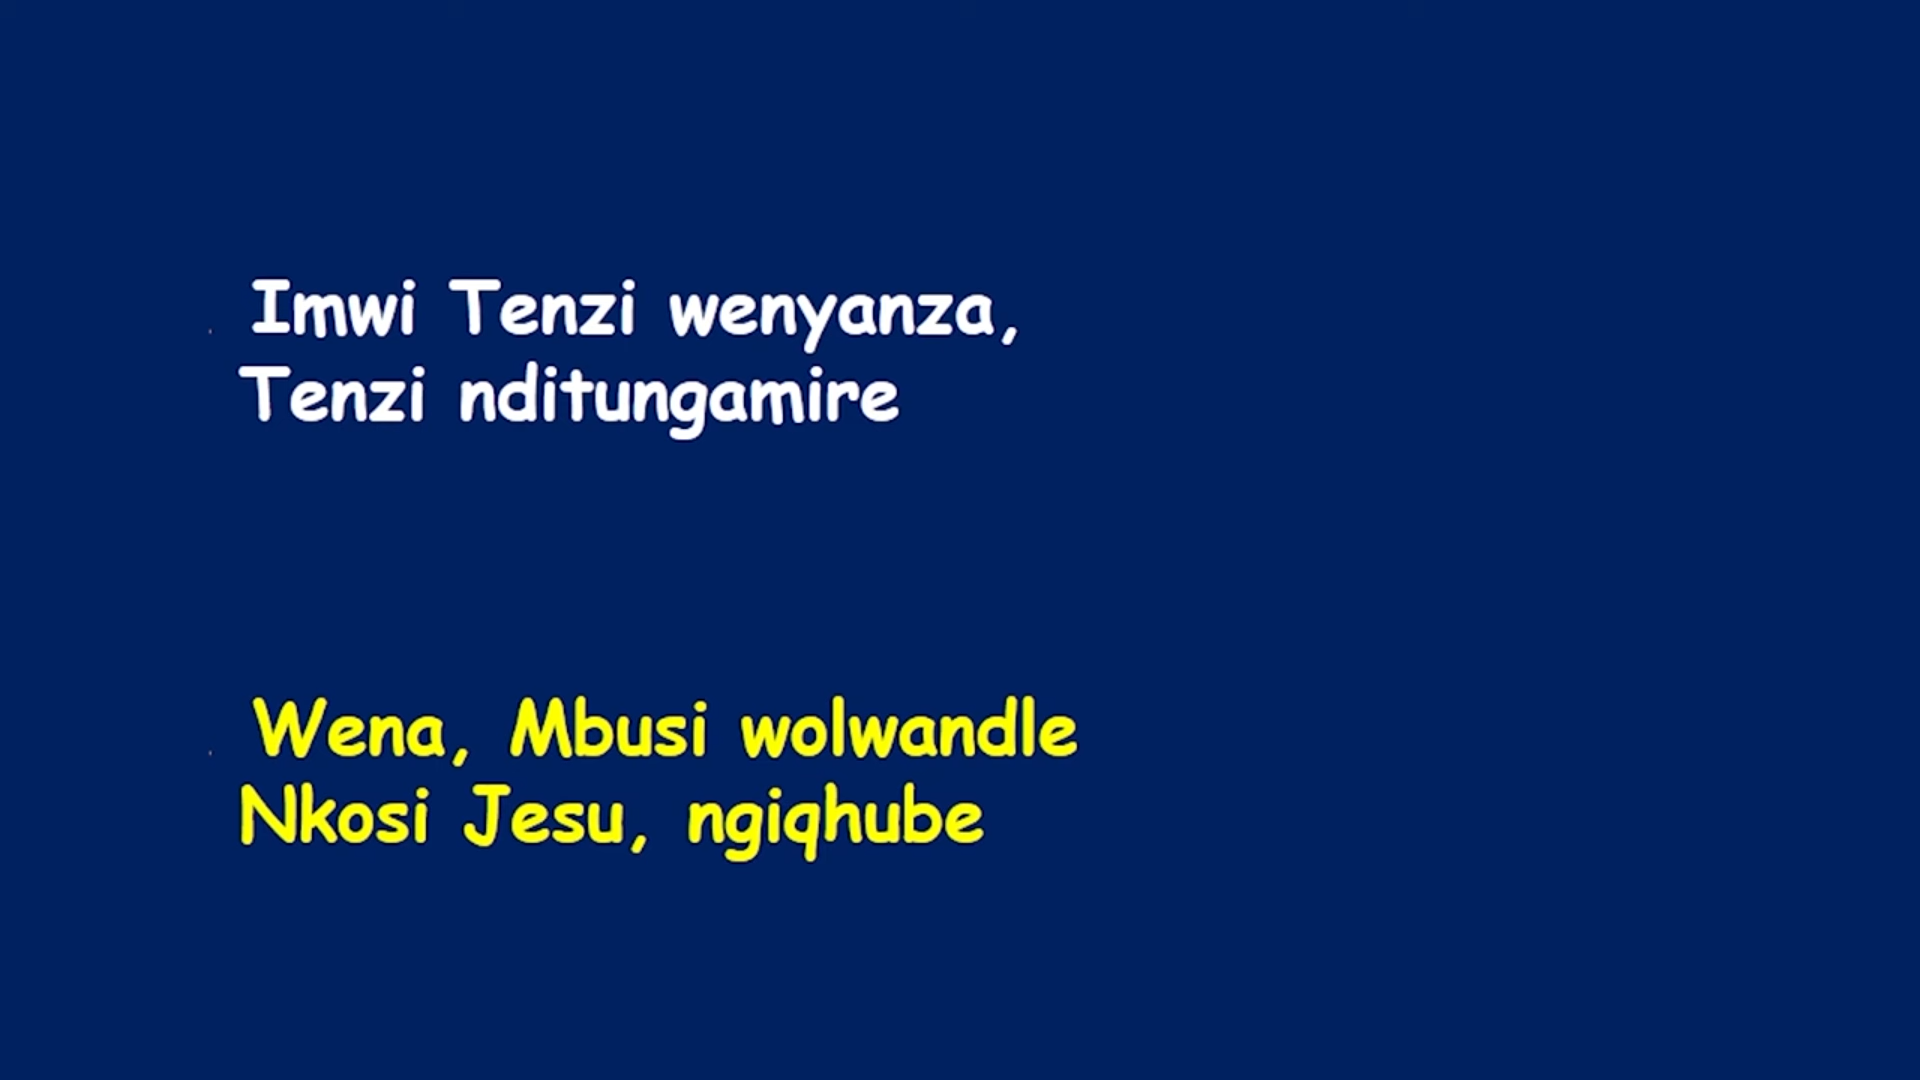 Imwi Tenzi wenyanza,
Tenzi nditungamire
Wena, Mbusi wolwandle
Nkosi Jesu, ngiqhube